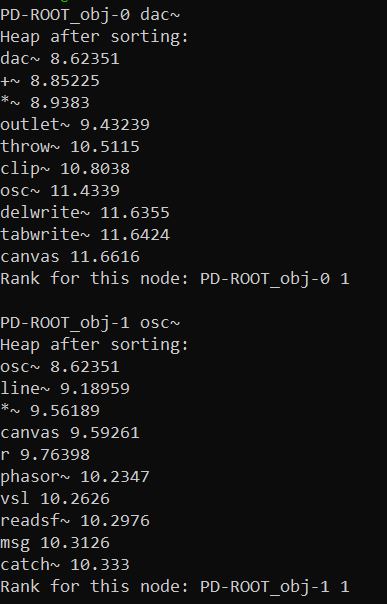 PD-ROOT_obj-0 dac~
Heap after sorting:
dac~ 8.62351
+~ 8.85225
*~ 8.9383
outlet~ 9.43239
throw~ 10.5115
clip~ 10.8038
osc~ 11.4339
delwrite~ 11.6355
tabwrite~ 11.6424
canvas 11.6616
Rank for this node: PD-ROOT_obj-0 1

PD-ROOT_obj-1 osc~
Heap after sorting:
osc~ 8.62351
line~ 9.18959
*~ 9.56189
canvas 9.59261
r 9.76398
phasor~ 10.2347
vsl 10.2626
readsf~ 10.2976
msg 10.3126
catch~ 10.333
Rank for this node: PD-ROOT_obj-1 1